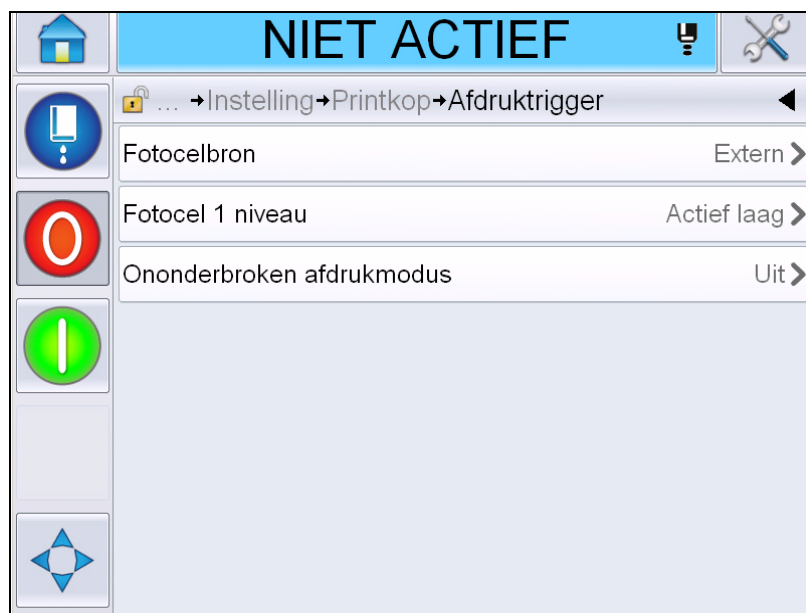 NIET ACTIEF
... →Instelling→Printkop→Afdruktrigger
Fotocelbron Extern
Fotocel 1 niveau Actief laag
Ononderbroken afdrukmodus Uit